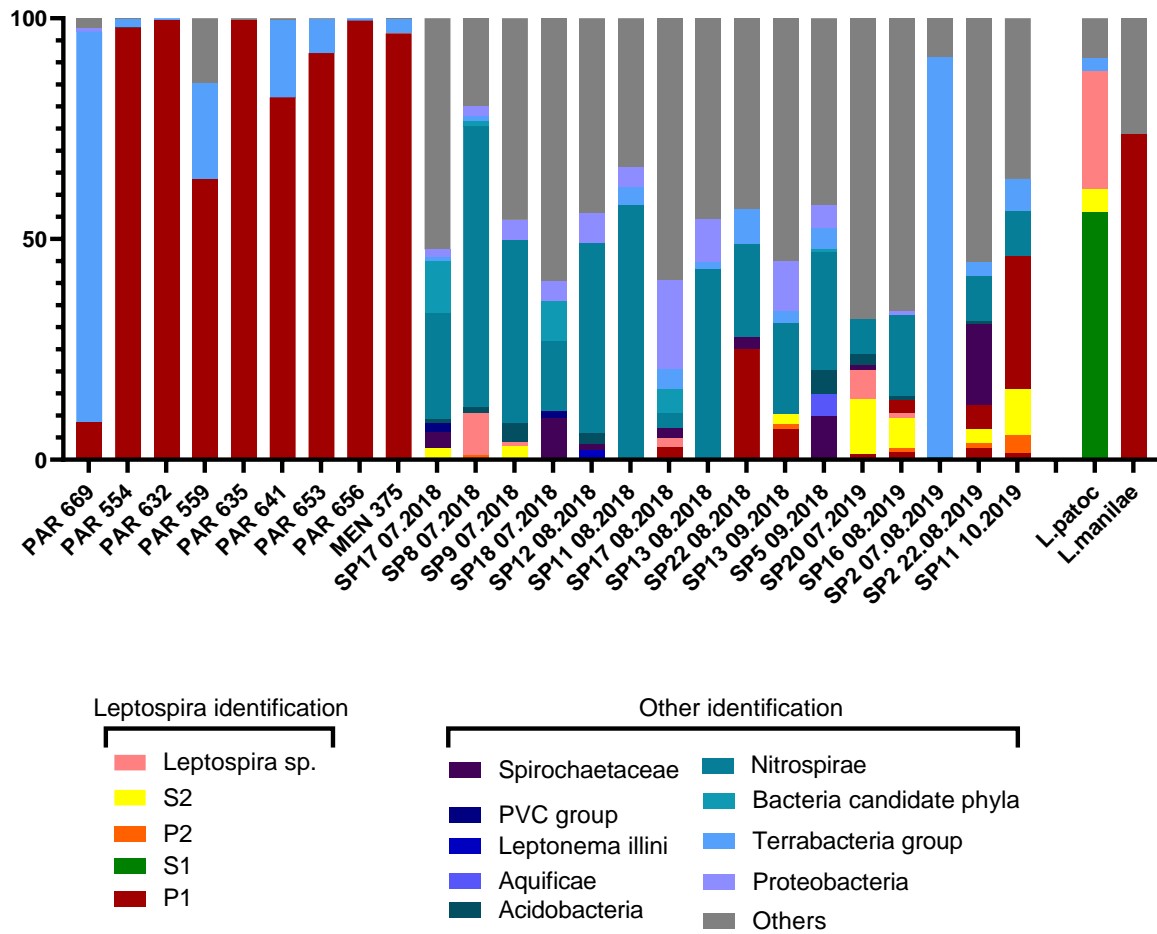 100
50
0
PAR 669
PAR 554
PAR 632
PAR 559
PAR 635
PAR 641
PAR 653
PAR 656
MEN 375
SP17 07.2018
SP8 07.2018
SP9 07.2018
SP18 07.2018
SP12 08.2018
SP11 08.2018
SP17 08.2018
SP13 08.2018
SP22 08.2018
SP13 09.2018
SP5 09.2018
SP20 07.2019
SP16 08.2019
SP2 07.08.2019
SP2 22.08.2019
SP11 10.2019
L.patoc
L.manilae
Leptospira identification
Leptospira sp.
S2
P2
S1
P1
Other identification
Spirochaetaceae
PVC group
Leptonema illini
Aquificae
Acidobacteria
Nitrospirae
Bacteria candidate phyla
Terrabacteria group
Proteobacteria
Others